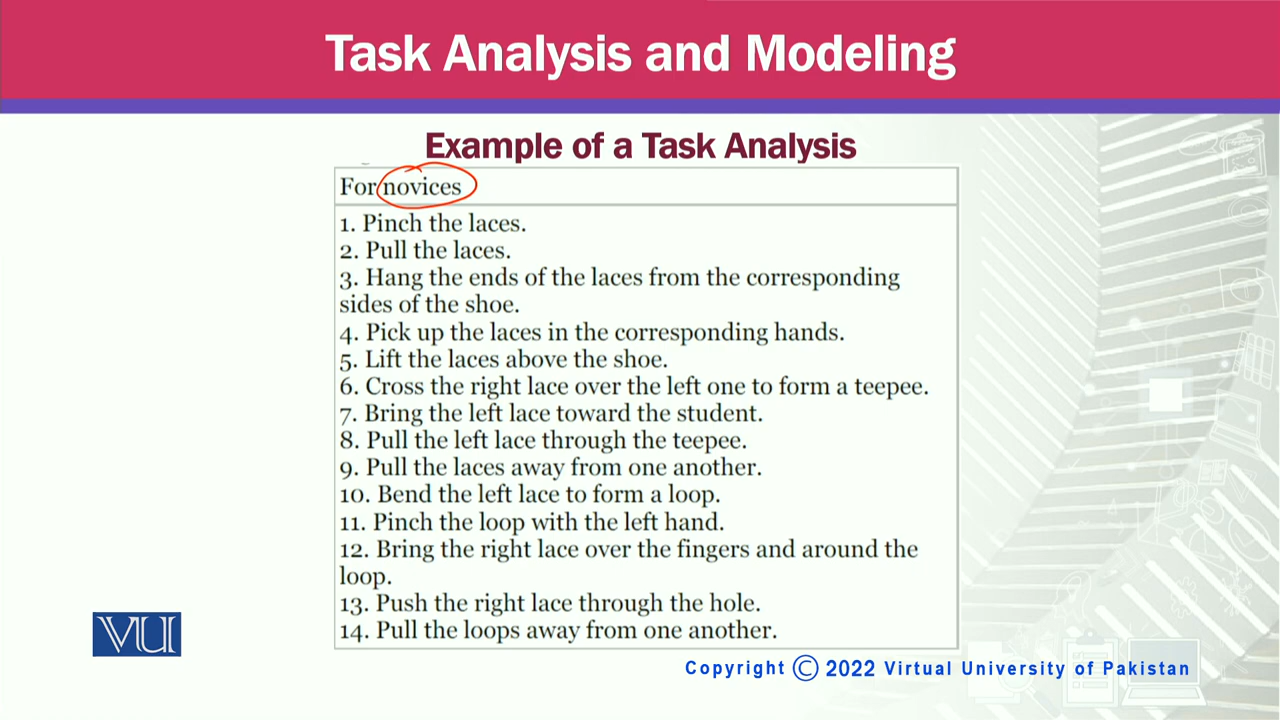 Task Analysis and Modeling
Example of a Task Analysis
For novices
1. Pinch the laces.
2. Pull the laces.
3. Hang the ends of the laces from the corresponding
sides of the shoe.
4. Pick up the laces in the corresponding hands.
5. Lift the laces above the shoe.
6. Cross the right lace over the left one to form a teepee.
7. Bring the left lace toward the student.
8. Pull the left lace through the teepee.
9. Pull the laces away from one another.
10. Bend the left lace to form a loop.
11. Pinch the loop with the left hand.
12. Bring the right lace over the fingers and around the
loop.
13. Push the right lace through the hole.
14. Pull the loops away from one another.
VU
Copyright © 2022 Virtual University of Pakistan